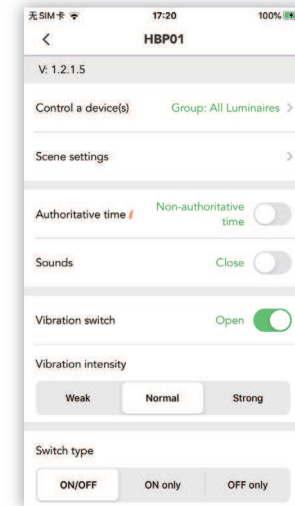 无SIM卡 17:20 100%
HBP01
V: 1.2.1.5
Control a device(s) Group: All Luminaires >
Scene settings >
Authoritative time i Non-authoritative
time
Sounds Close
Vibration switch Open
Vibration intensity
Weak Normal Strong
Switch type
ON/OFF ON only OFF only